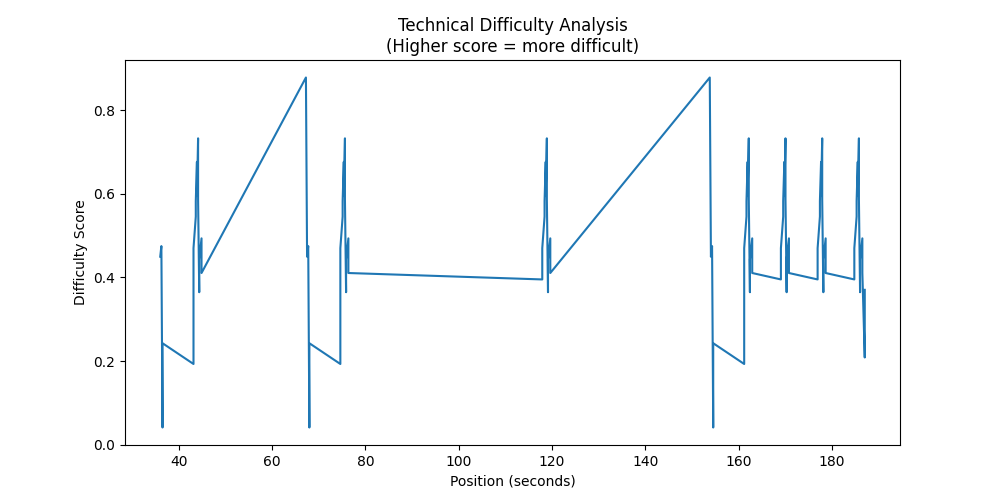 Technical Difficulty Analysis
(Higher score = more difficult)
Difficulty Score
0.8
0.6
0.4
0.2
0.0
40 60 80 100 120 140 160 180
Position (seconds)